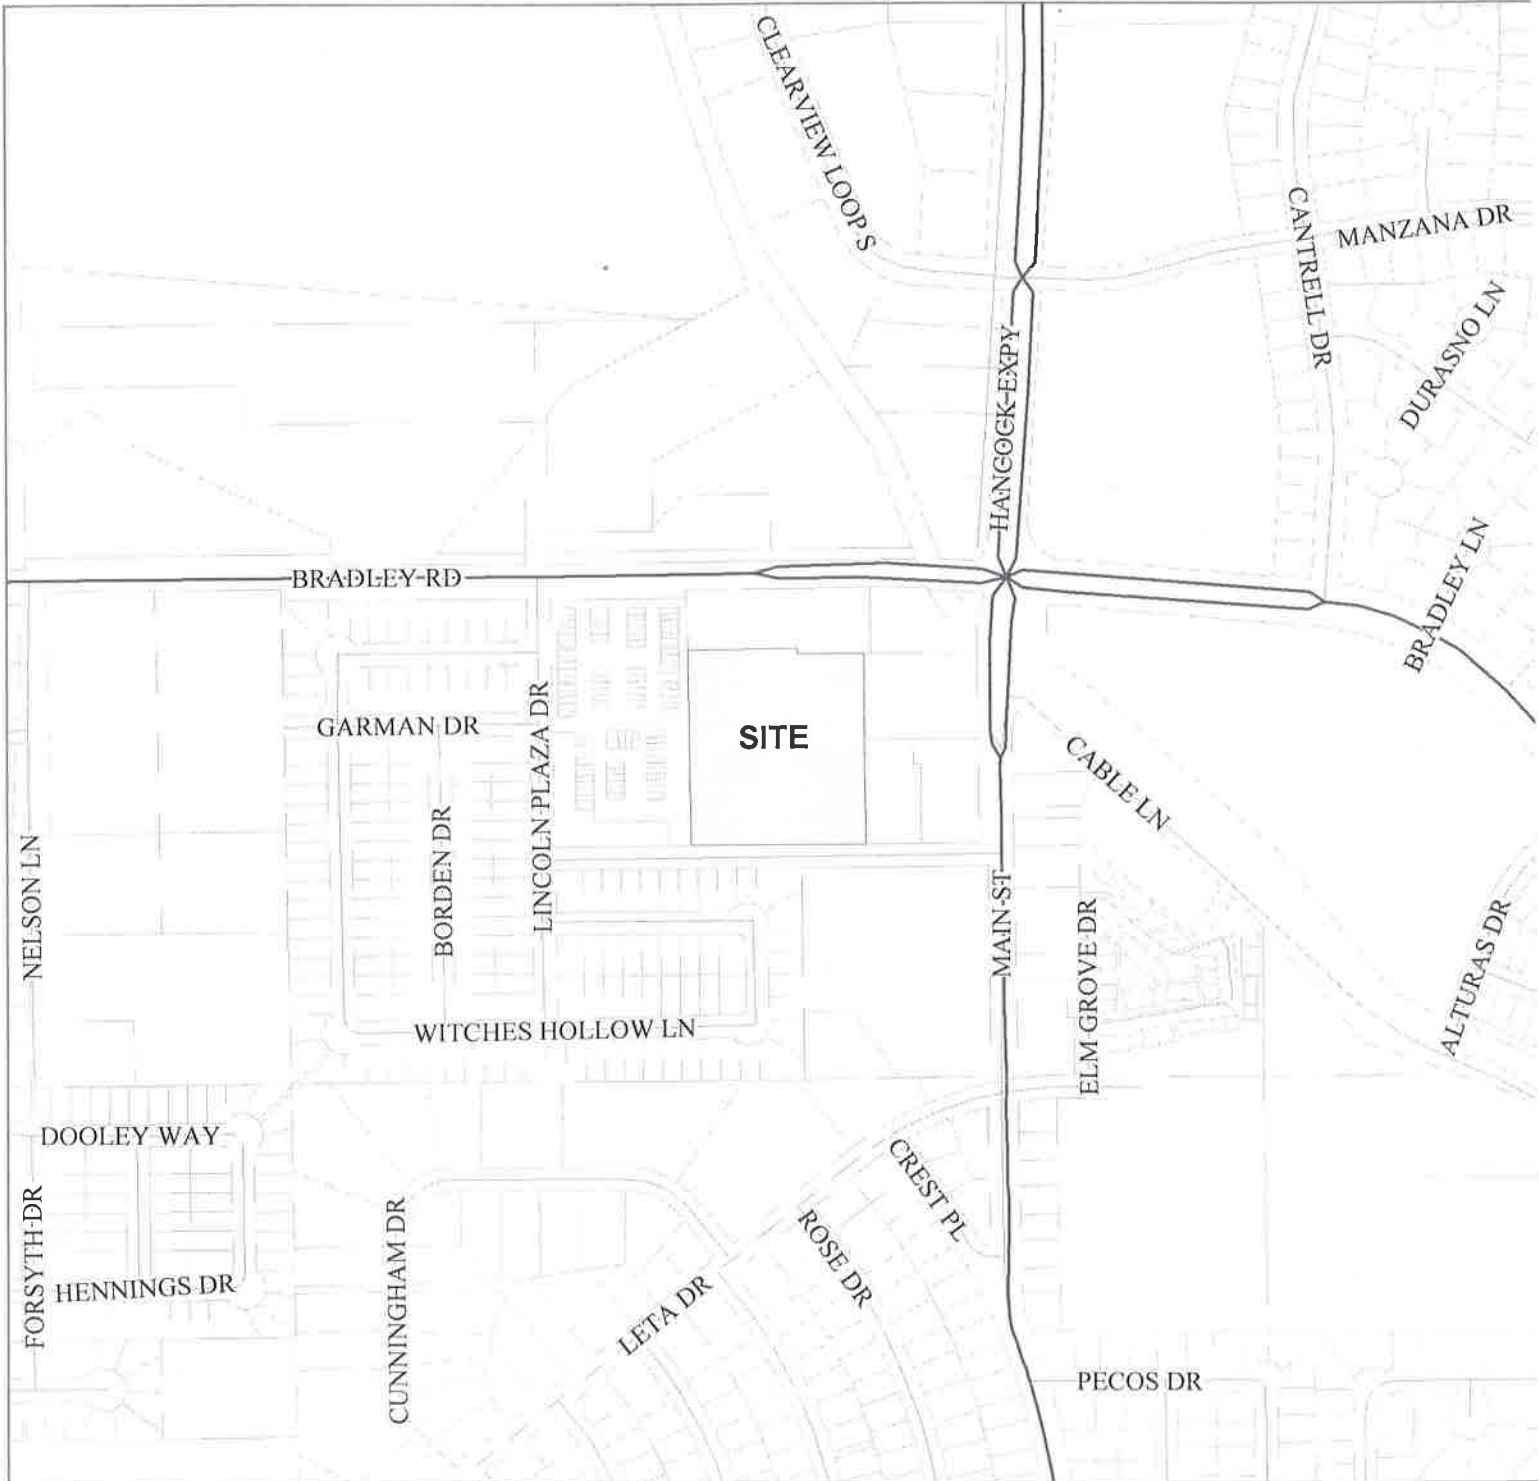 CLEARVIEW LOOP S
CANTRELL DR
MANZANA DR
DURASNO LN
HANCOCK EXPY
BRADLEY RD
BRADLEY LN
GARMAN DR
LINCOLN PLAZA DR
SITE
CABLE LN
NELSON LN
BORDEN DR
MAIN ST
ELM GROVE DR
ALTURAS DR
WITCHES HOLLOW LN
DOOLEY WAY
CREST PL
FORSYTH DR
HENNINGS DR
CUNNINGHAM DR
ROSE DR
LETA DR
PECOS DR